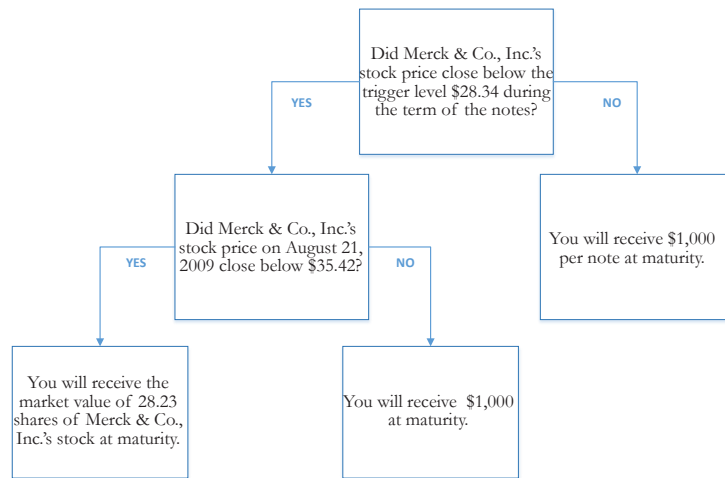 Did Merck & Co., Inc.'s
stock price close below the
trigger level $28.34 during
the term of the notes?
YES
NO
Did Merck & Co., Inc.'s
stock price on August 21,
2009 close below $35.42?
You will receive $1,000
per note at maturity.
YES
NO
You will receive the
market value of 28.23
shares of Merck & Co.,
Inc.'s stock at maturity.
You will receive $1,000
at maturity.